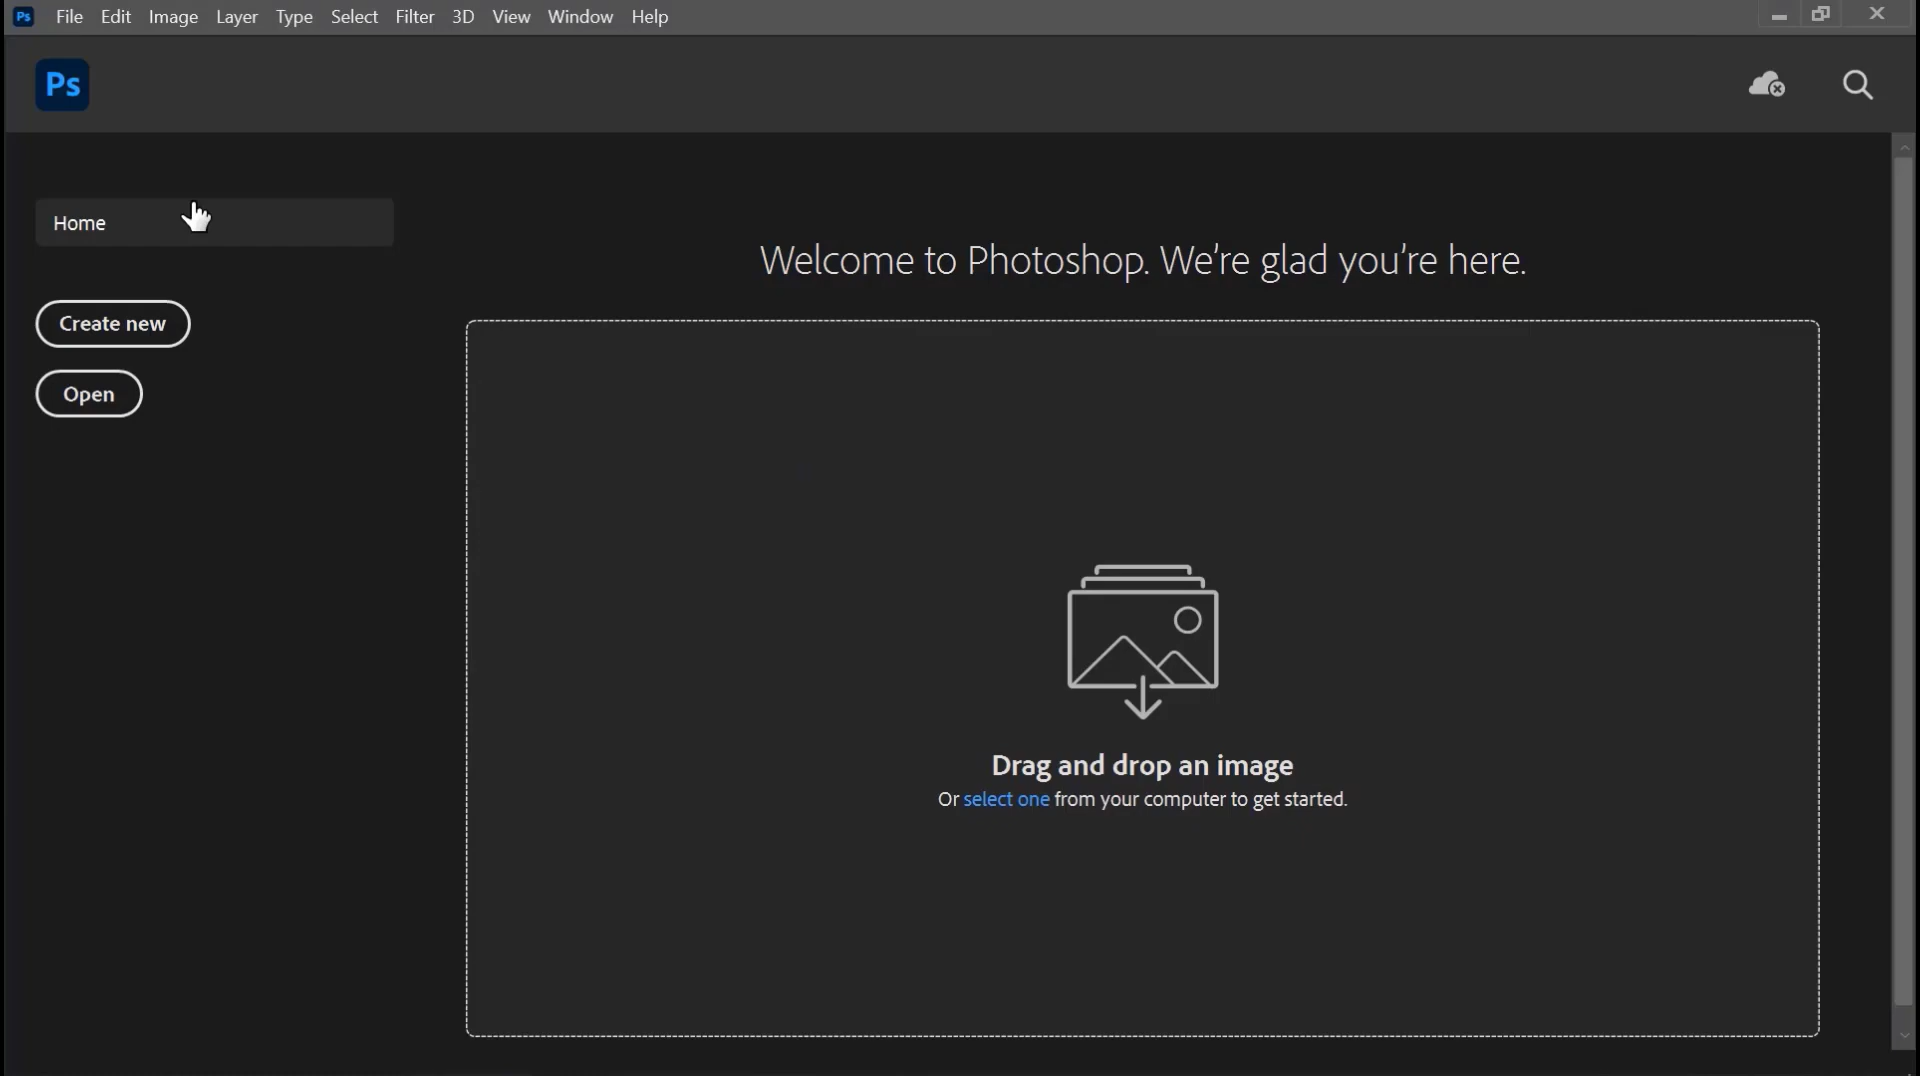 Ps File Edit Image Layer Type Select Filter 3D View Window Help
Ps
Home
Create new
Open
Welcome to Photoshop. We're glad you're here.
Drag and drop an image
Or select one from your computer to get started.